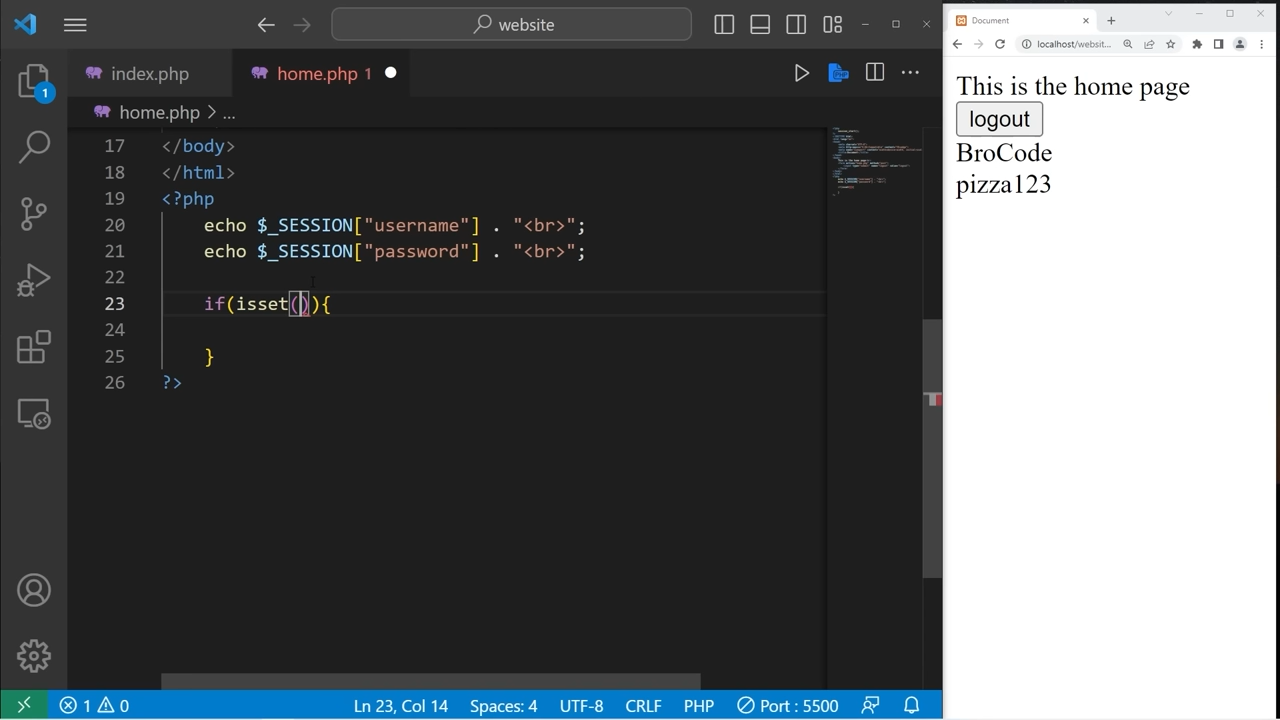 website
index.php
home.php 1
home.php > ...
17 </body>
18 </html>
19 <?php
20 echo $_SESSION["username"] . "<br>";
21 echo $_SESSION["password"] . "<br>";
22
23 if(isset()){
24
25 }
26 ?>
1
1 0
Ln 23, Col 14
Spaces: 4
UTF-8
CRLF
PHP
Port : 5500
Document
localhost/websit...
This is the home page
logout
BroCode
pizza123